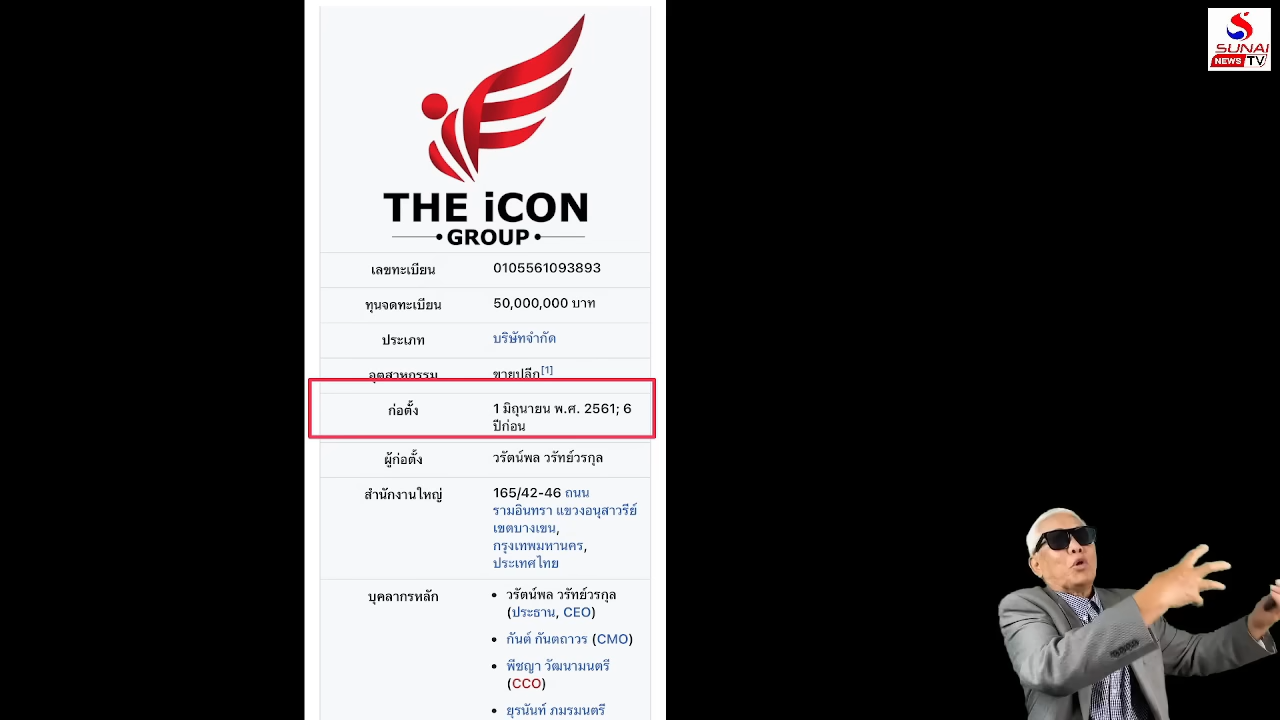 SUNAI
NEWS TV
THE iCON
GROUP
เลขทะเบียน 0105561093893
ทุนจดทะเบียน 50,000,000 บาท
ประเภท บริษัทจำกัด
อุตสาหกรรม ขายปลีก[1]
ก่อตั้ง 1 มิถุนายน พ.ศ. 2561; 6
ปีก่อน
ผู้ก่อตั้ง วรัตน์พล วรัทย์วรกุล
สำนักงานใหญ่ 165/42-46 ถนน
รามอินทรา แขวงอนุสาวรีย์
เขตบางเขน,
กรุงเทพมหานคร,
ประเทศไทย
บุคลากรหลัก • วรัตน์พล วรัทย์วรกุล
(ประธาน, CEO)
• กันต์ กันตถาวร (CMO)
• พีชญา วัฒนามนตรี
(CCO)
• ยุรนันท์ ภมรมนตรี